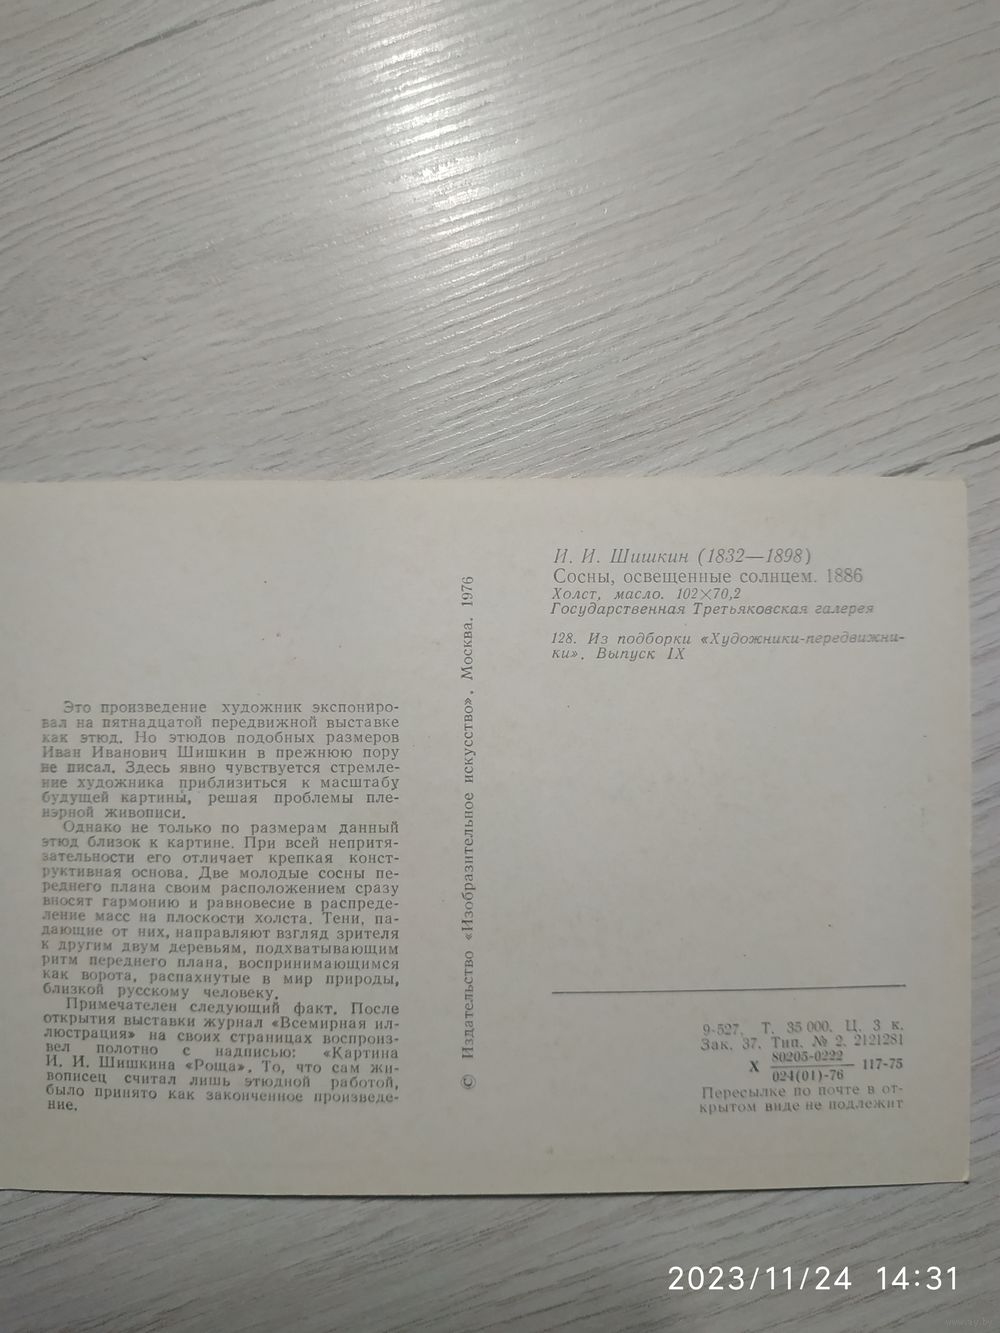 Это произведение художник экспониро-
вал на пятнадцатой передвижной выставке
как этюд. Но этюдов подобных размеров
Иван Иванович Шишкин в прежнюю пору
не писал. Здесь явно чувствуется стремле-
ние художника приблизиться к масштабу
будущей картины, решая проблемы пле-
нэрной живописи.
Однако не только по размерам данный
этюд близок к картине. При всей непритя-
зательности его отличает крепкая конст-
руктивная основа. Две молодые сосны пе-
реднего плана своим расположением сразу
вносят гармонию и равновесие в распреде-
ление масс на плоскости холста. Тени, па-
дающие от них, направляют взгляд зрителя
к другим двум деревьям, подхватывающим
ритм переднего плана, воспринимающимся
как ворота, распахнутые в мир природы,
близкой русскому человеку.
Примечателен следующий факт. После
открытия выставки журнал «Всемирная ил-
люстрация» на своих страницах воспроиз-
вел полотно с надписью: «Картина
И. И. Шишкина «Роща». То, что сам жи-
вописец считал лишь этюдной работой,
было принято как законченное произведе-
ние.
© Издательство «Изобразительное искусство». Москва. 1976
И. И. Шишкин (1832—1898)
Сосны, освещенные солнцем. 1886
Холст, масло. 102×70,2
Государственная Третьяковская галерея
128. Из подборки «Художники-передвижни-
ки». Выпуск IX
9-527. Т. 35 000. Ц. 3 к.
Зак. 37. Тип. № 2. 2121281
X 80205-0222 117-75
024(01)-76
Пересылке по почте в от-
крытом виде не подлежит
2023/11/24 14:31
www.ay.by